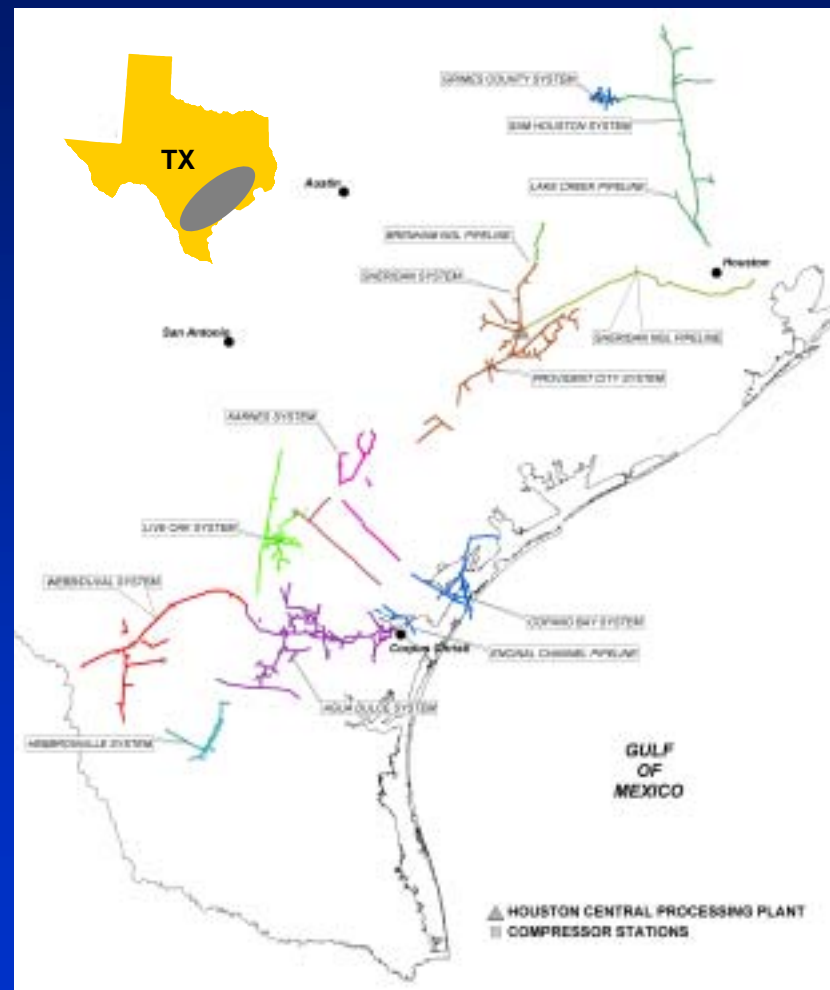 TX
GRIMES COUNTY SYSTEM
SAM HOUSTON SYSTEM
Austin
LAKE CREEK PIPELINE
BRENHAM NGL PIPELINE
Houston
SHERIDAN SYSTEM
San Antonio
SHERIDAN NGL PIPELINE
PROVIDENT CITY SYSTEM
KARNES SYSTEM
LIVE OAK SYSTEM
WEBB/DUVAL SYSTEM
COPANO BAY SYSTEM
Corpus Christi
ENCINAL CHANNEL PIPELINE
AGUA DULCE SYSTEM
HEBBRONVILLE SYSTEM
GULF
OF
MEXICO
HOUSTON CENTRAL PROCESSING PLANT
COMPRESSOR STATIONS